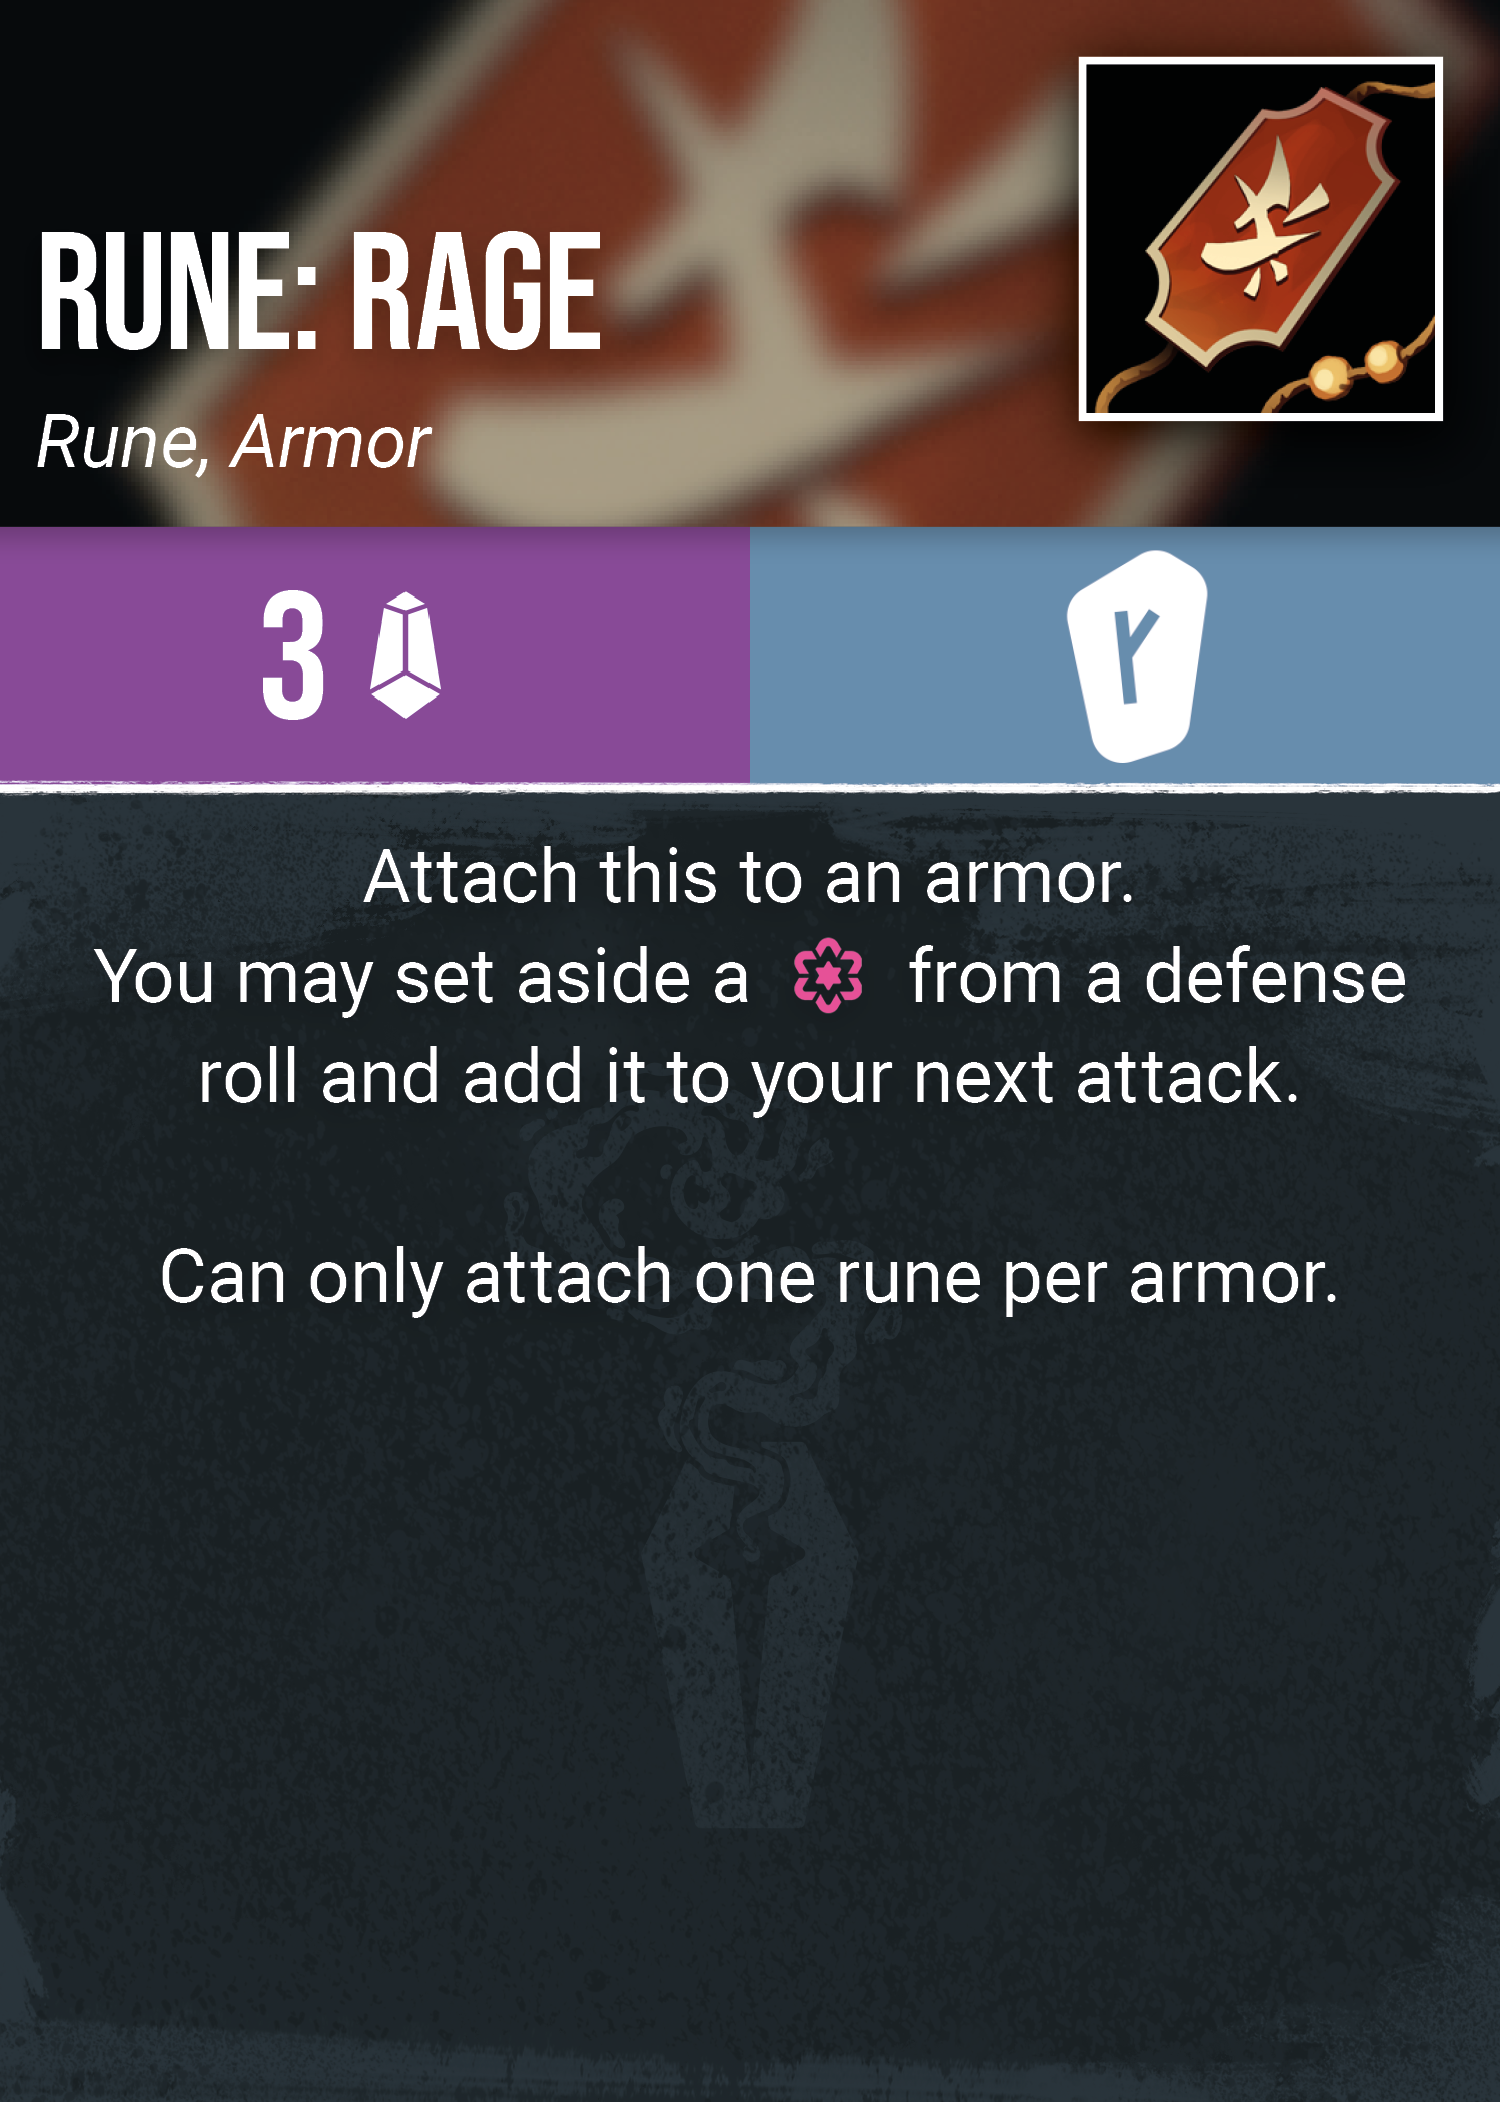 RUNE: RAGE
Rune, Armor
3
Attach this to an armor.
You may set aside a from a defense
roll and add it to your next attack.
Can only attach one rune per armor.